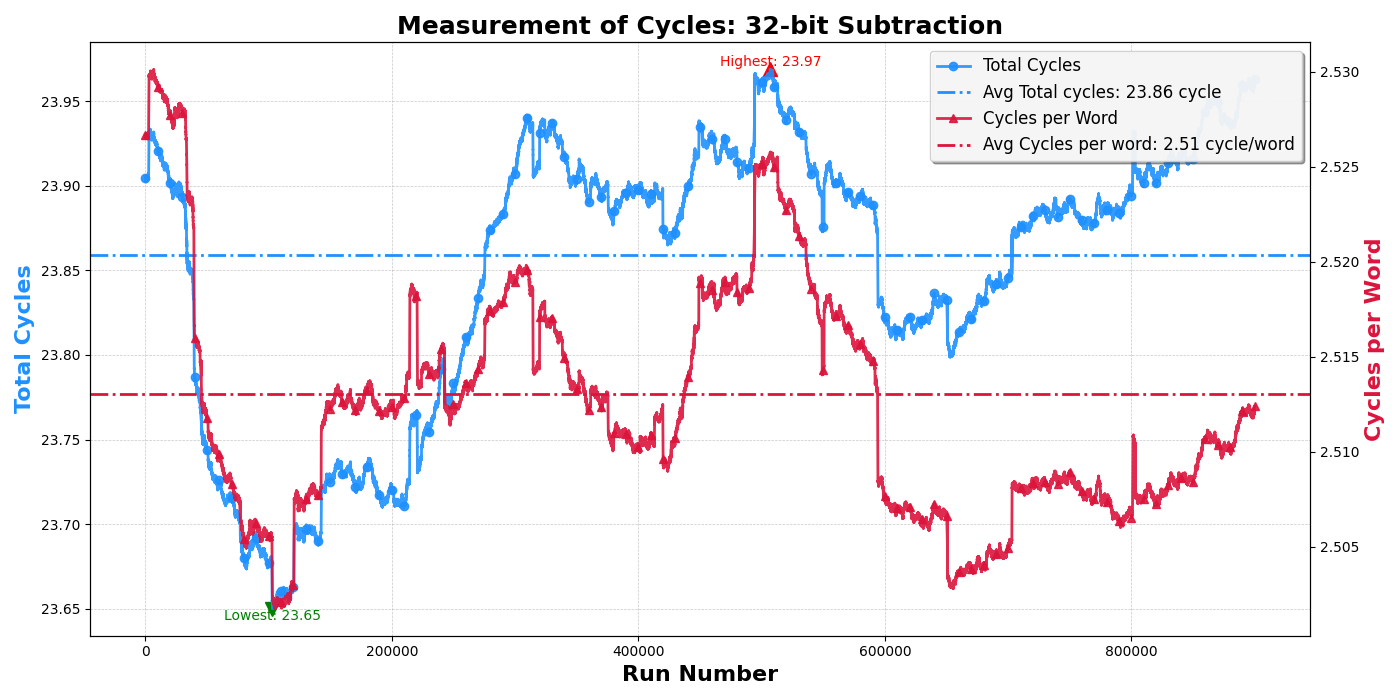 Measurement of Cycles: 32-bit Subtraction
Highest: 23.97
Total Cycles
Avg Total cycles: 23.86 cycle
Cycles per Word
Avg Cycles per word: 2.51 cycle/word
23.95
23.90
23.85
23.80
23.75
23.70
23.65
Total Cycles
2.530
2.525
2.520
2.515
2.510
2.505
Cycles per Word
Lowest: 23.65
0
200000
400000
600000
800000
Run Number